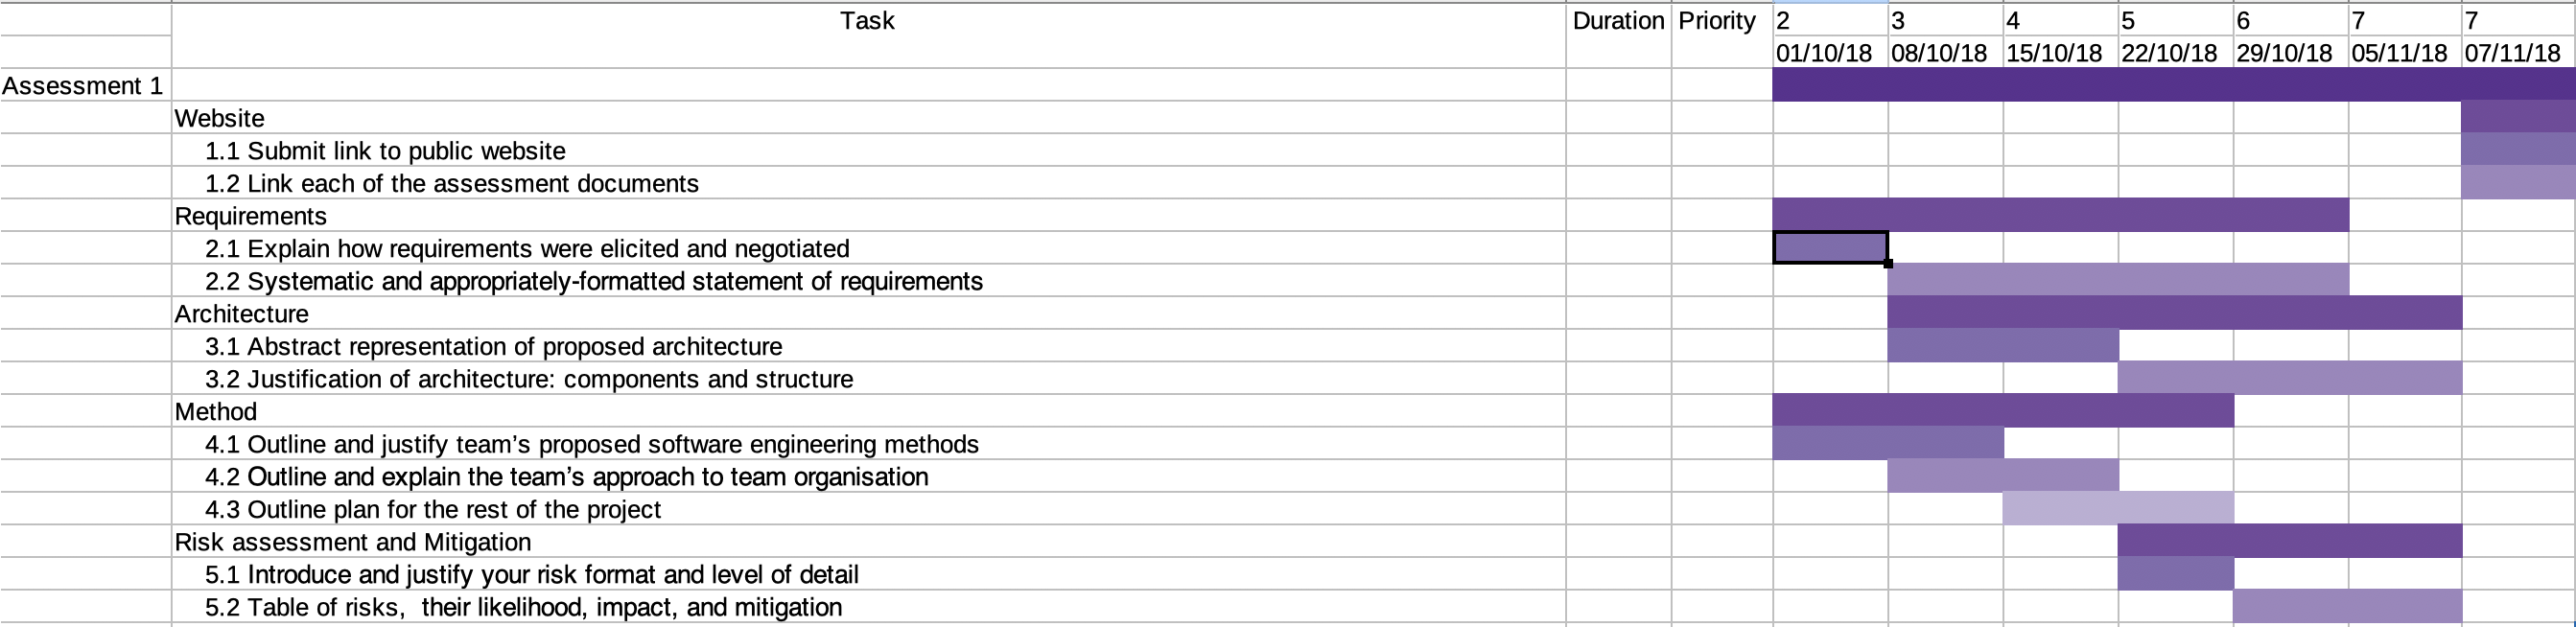 Task Duration Priority 2 3 4 5 6 7 7
01/10/18 08/10/18 15/10/18 22/10/18 29/10/18 05/11/18 07/11/18
Assessment 1
Website
1.1 Submit link to public website
1.2 Link each of the assessment documents
Requirements
2.1 Explain how requirements were elicited and negotiated
2.2 Systematic and appropriately-formatted statement of requirements
Architecture
3.1 Abstract representation of proposed architecture
3.2 Justification of architecture: components and structure
Method
4.1 Outline and justify team’s proposed software engineering methods
4.2 Outline and explain the team’s approach to team organisation
4.3 Outline plan for the rest of the project
Risk assessment and Mitigation
5.1 Introduce and justify your risk format and level of detail
5.2 Table of risks,  their likelihood, impact, and mitigation